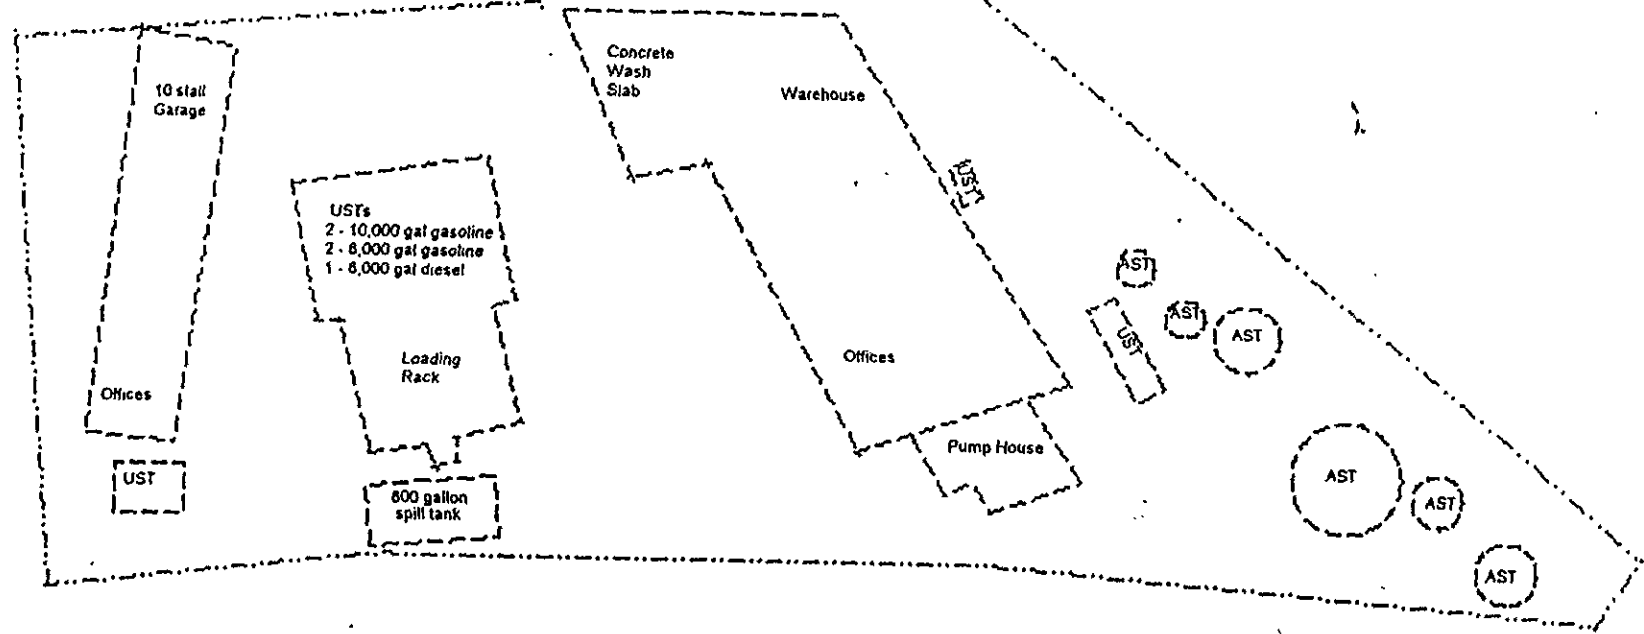 10 stall
Garage
Offices
UST
USTs
2 - 10,000 gal gasoline
2 - 6,000 gal gasoline
1 - 6,000 gal diesel
Loading
Rack
600 gallon
spill tank
Concrete
Wash
Slab
Warehouse
Offices
Pump House
UST
UST
AST
AST
AST
AST
AST
AST